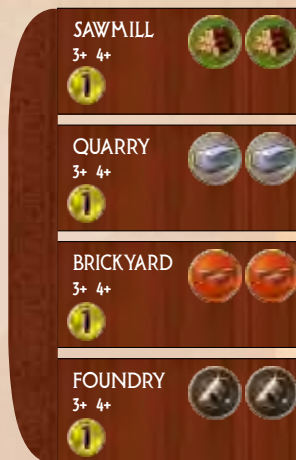 SAWMILL
3+ 4+
1
QUARRY
3+ 4+
1
BRICKYARD
3+ 4+
1
FOUNDRY
3+ 4+
1